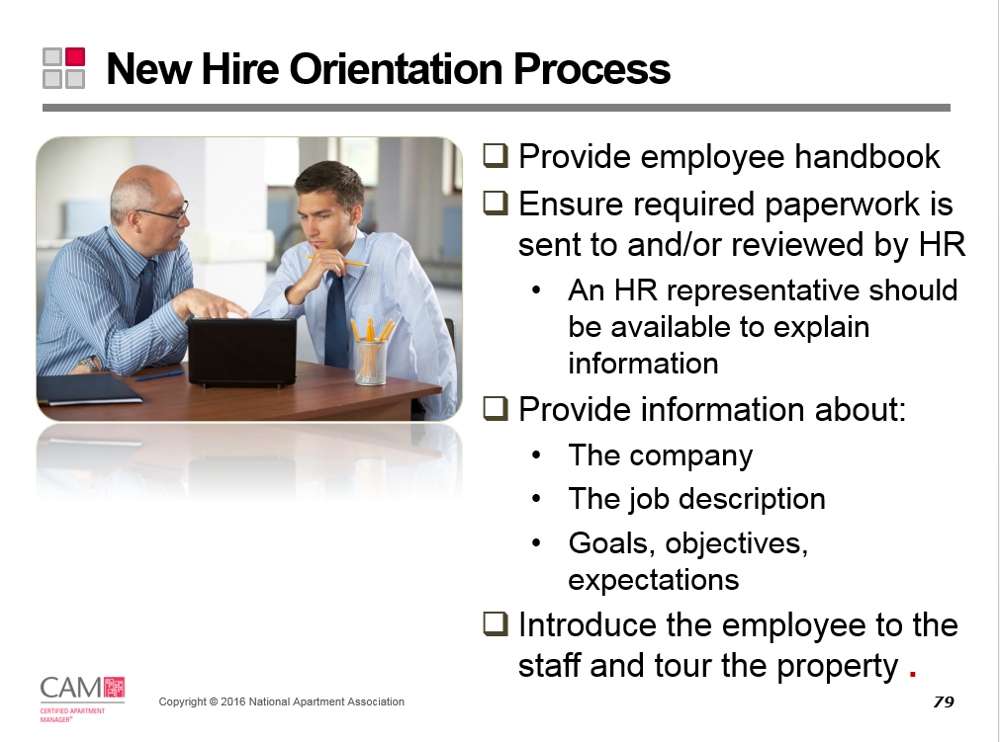 New Hire Orientation Process
Provide employee handbook
Ensure required paperwork is
sent to and/or reviewed by HR
• An HR representative should
be available to explain
information
Provide information about:
• The company
• The job description
• Goals, objectives,
expectations
Introduce the employee to the
staff and tour the property .
CAM
CERTIFIED APARTMENT
MANAGER®
Copyright © 2016 National Apartment Association
79